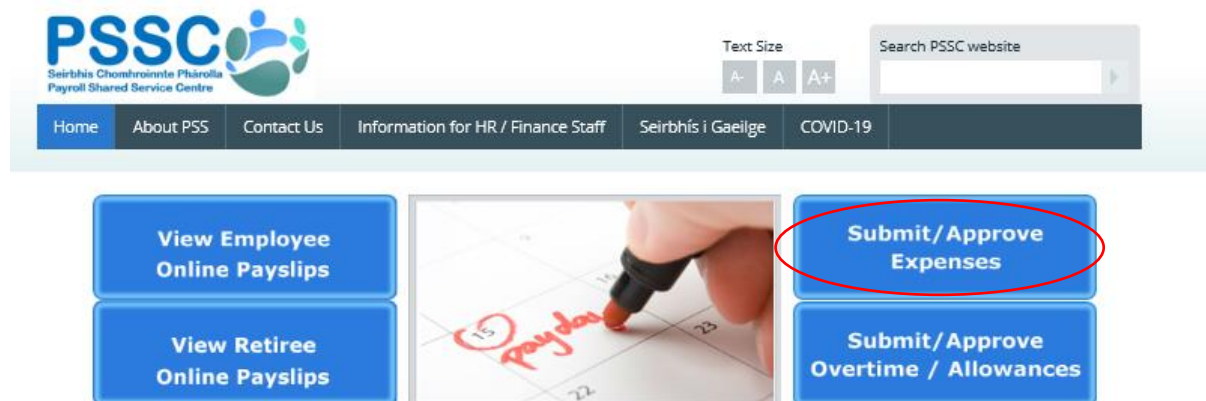 PSSC
Seirbhís Chomhroinnte Phárolla
Payroll Shared Service Centre
Text Size
A- A A+
Search PSSC website
Home About PSS Contact Us Information for HR / Finance Staff Seirbhís i Gaeilge COVID-19
View Employee
Online Payslips
View Retiree
Online Payslips
15
payday
16
22
23
Submit/Approve
Expenses
Submit/Approve
Overtime / Allowances